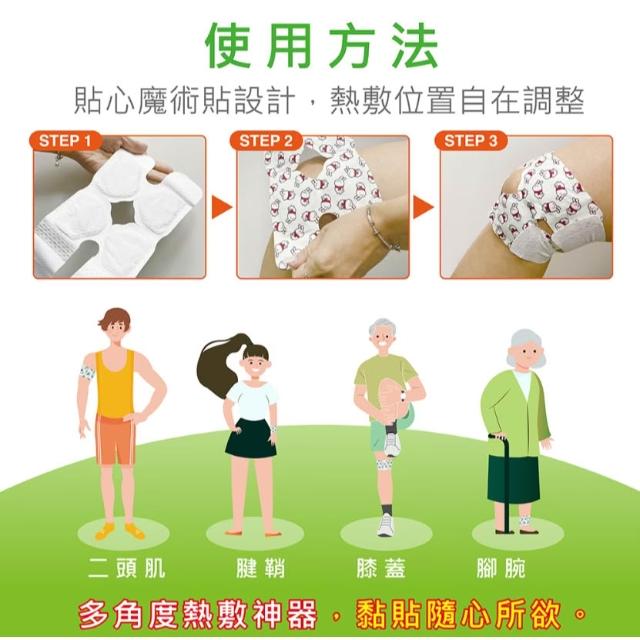 使用方法
貼心魔術貼設計，熱敷位置自在調整
STEP 1
STEP 2
STEP 3
二頭肌
腱鞘
膝蓋
腳腕
多角度熱敷神器，黏貼隨心所欲。